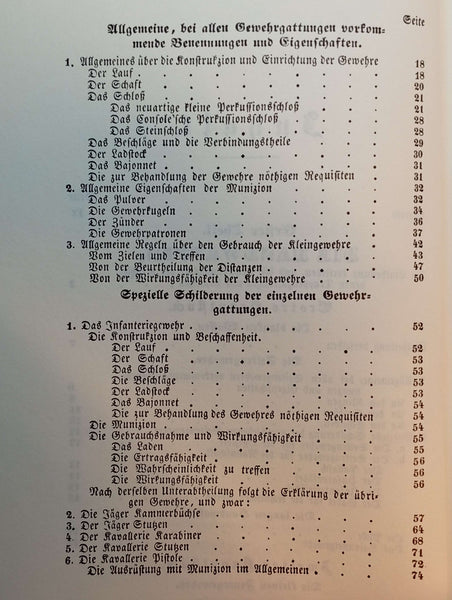 Seite
Allgemeine, bei allen Gewehrgattungen vorkom-
mende Benennungen und Eigenschaften.
1. Allgemeines über die Konstrukzion und Einrichtung der Gewehre 18
Der Lauf 18
Der Schaft 20
Das Schloß 21
Das neuartige kleine Perkussionsschloß 21
Das Console'sche Perkussionsschloß 28
Das Steinschloß 28
Das Beschläge und die Verbindungstheile 29
Der Ladstock 30
Das Bajonnet 31
Die zur Behandlung der Gewehre nöthigen Requisiten 31
2. Allgemeine Eigenschaften der Munizion 32
Das Pulver 32
Die Gewehrkugeln 34
Der Zünder 36
Die Gewehrpatronen 37
3. Allgemeine Regeln über den Gebrauch der Kleingewehre 42
Vom Zielen und Treffen 43
Von der Beurtheilung der Distanzen 47
Von der Wirkungsfähigkeit der Kleingewehre 50
Spezielle Schilderung der einzelnen Gewehr-
gattungen.
1. Das Infanteriegewehr 52
Die Konstrukzion und Beschaffenheit.
Der Lauf 52
Der Schaft 53
Das Schloß 53
Die Beschläge 53
Der Ladstock 53
Das Bajonnet 54
Die zur Behandlung des Gewehres nöthigen Requisiten 54
Die Munizion 54
Die Gebrauchsnahme und Wirkungsfähigkeit 55
Das Laden 55
Die Ertragsfähigkeit 56
Die Wahrscheinlichkeit zu treffen 56
Die Wirkungsfähigkeit 56
Nach derselben Unterabtheilung folgt die Erklärung der übri-
gen Gewehre, und zwar:
2. Die Jäger Kammerbüchse 57
3. Der Jäger Stutzen 64
4. Der Kavallerie Karabiner 68
5. Der Kavallerie Stutzen 71
6. Die Kavallerie Pistole 72
Die Ausrüstung mit Munizion im Allgemeinen 74